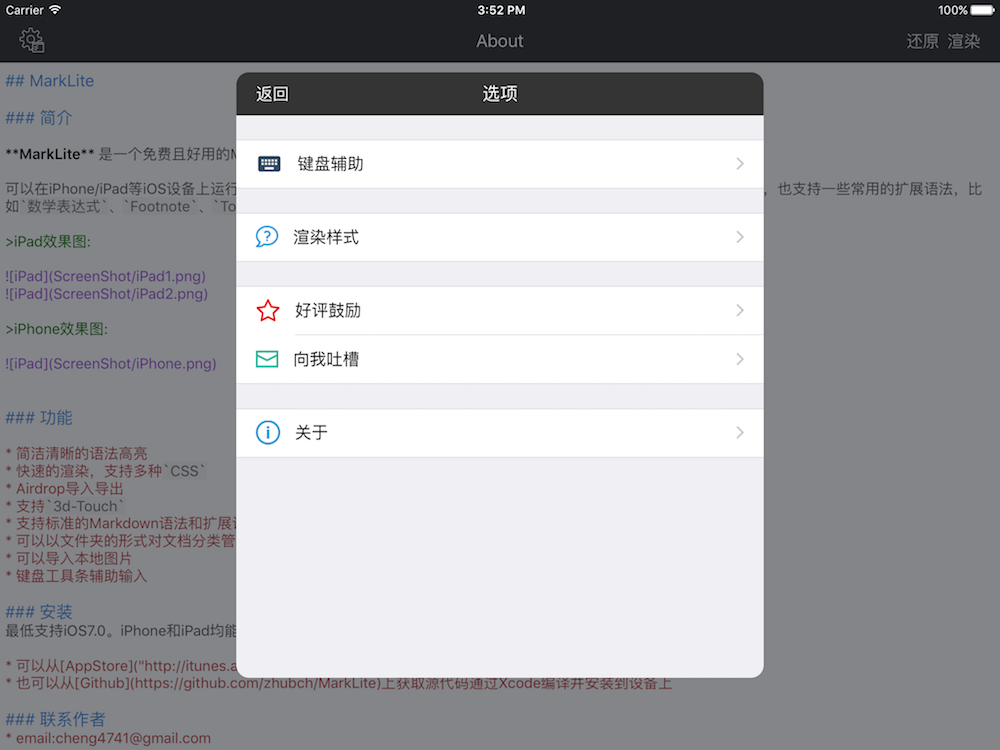 Carrier 3:52 PM 100%
About 还原 渲染
## MarkLite
### 简介
**MarkLite** 是一个免费且好用的
可以在iPhone/iPad等iOS设备上运行 ，也支持一些常用的扩展语法，比
如`数学表达式`、`Footnote`、`To
>iPad效果图:
![iPad](ScreenShot/iPad1.png)
![iPad](ScreenShot/iPad2.png)
>iPhone效果图:
![iPad](ScreenShot/iPhone.png)
### 功能
* 简洁清晰的语法高亮
* 快速的渲染，支持多种`CSS`
* Airdrop导入导出
* 支持`3d-Touch`
* 支持标准的Markdown语法和扩展
* 可以以文件夹的形式对文档分类管
* 可以导入本地图片
* 键盘工具条辅助输入
### 安装
最低支持iOS7.0。iPhone和iPad均能
* 可以从[AppStore]("http://itunes.a
* 也可以从[Github](https://github.com/zhubch/MarkLite)上获取源代码通过Xcode编译并安装到设备上
### 联系作者
* email:cheng4741@gmail.com
返回 选项
键盘辅助
渲染样式
好评鼓励
向我吐槽
关于